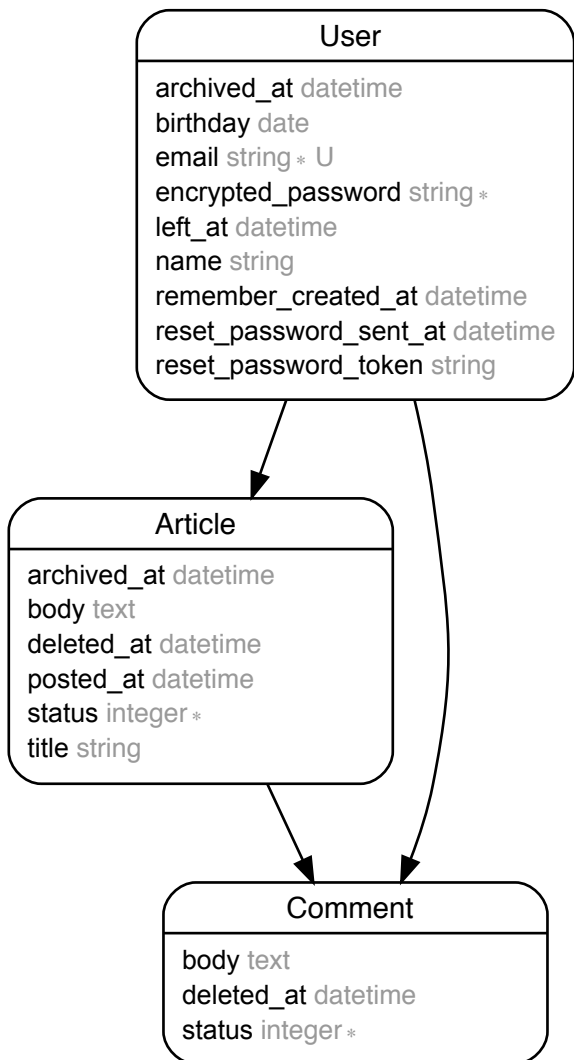 User
archived_at datetime
birthday date
email string ∗ U
encrypted_password string ∗
left_at datetime
name string
remember_created_at datetime
reset_password_sent_at datetime
reset_password_token string
Article
archived_at datetime
body text
deleted_at datetime
posted_at datetime
status integer ∗
title string
Comment
body text
deleted_at datetime
status integer ∗